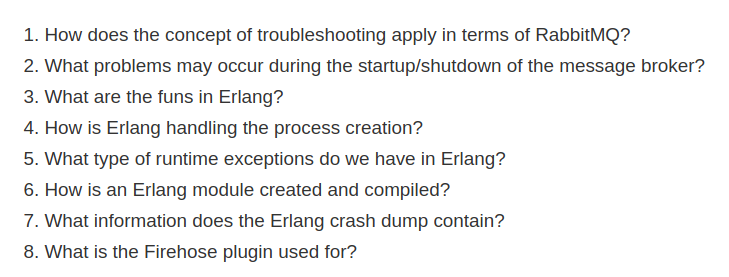 1. How does the concept of troubleshooting apply in terms of RabbitMQ?
2. What problems may occur during the startup/shutdown of the message broker?
3. What are the funs in Erlang?
4. How is Erlang handling the process creation?
5. What type of runtime exceptions do we have in Erlang?
6. How is an Erlang module created and compiled?
7. What information does the Erlang crash dump contain?
8. What is the Firehose plugin used for?